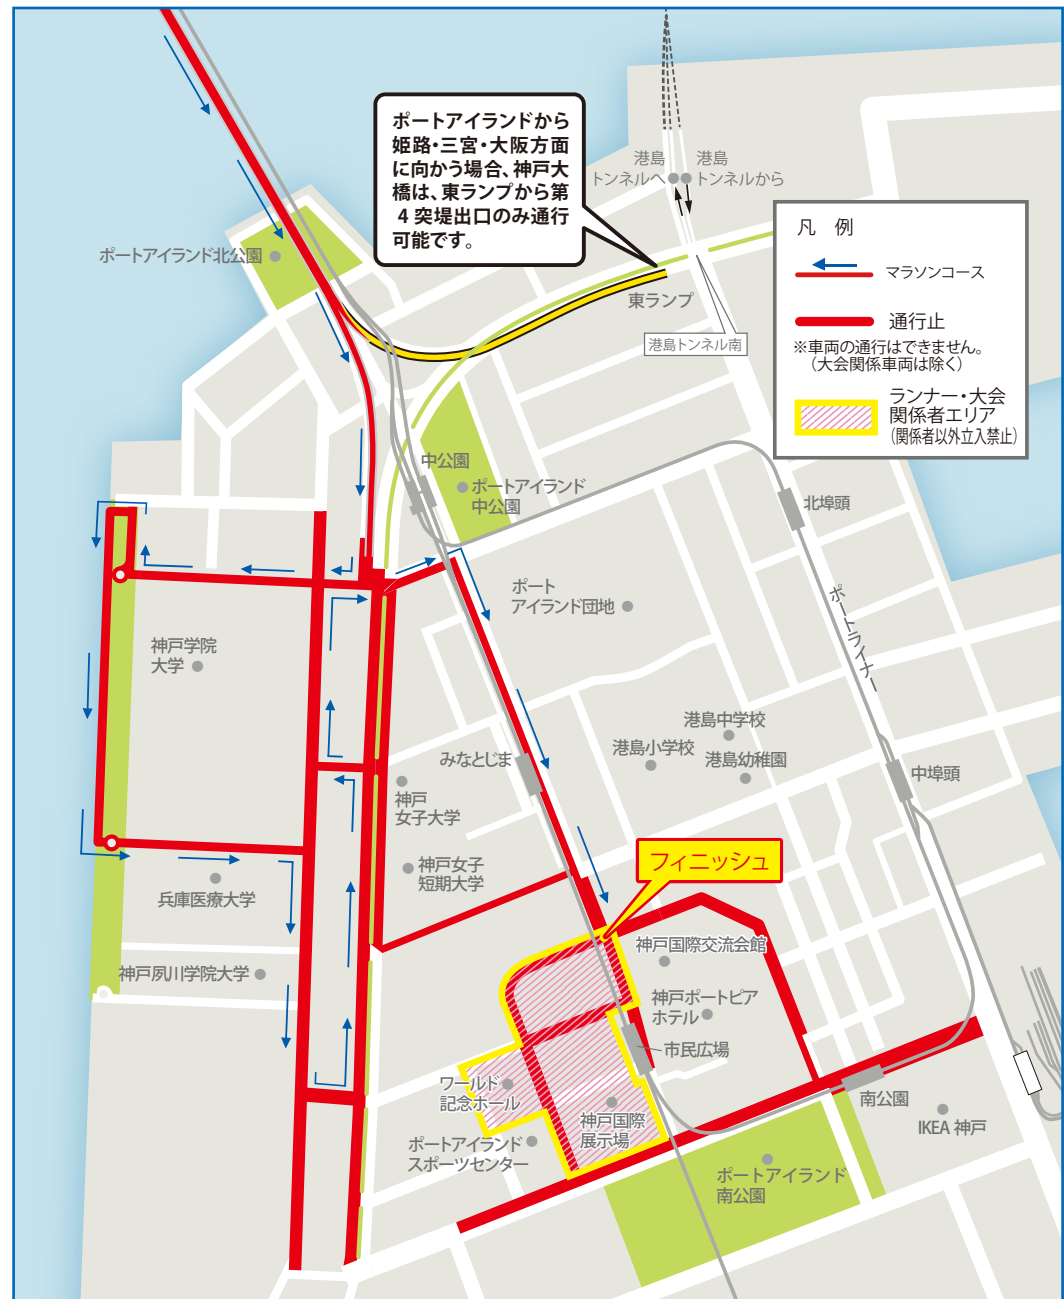 ポートアイランドから
姫路・三宮・大阪方面
に向かう場合、神戸大
橋は、東ランプから第
4突堤出口のみ通行
可能です。
港島
トンネルへ
港島
トンネルから
凡 例
マラソンコース
通行止
※車両の通行はできません。
（大会関係車両は除く）
ランナー・大会
関係者エリア
（関係者以外立入禁止）
ポートアイランド北公園
東ランプ
港島トンネル南
中公園
ポートアイランド
中公園
北埠頭
ポート
アイランド団地
ポートライナー
神戸学院
大学
港島中学校
港島小学校
港島幼稚園
みなとじま
中埠頭
神戸
女子大学
フィニッシュ
神戸女子
短期大学
兵庫医療大学
神戸国際交流会館
神戸夙川学院大学
神戸ポートピア
ホテル
市民広場
ワールド
記念ホール
南公園
神戸国際
展示場
IKEA 神戸
ポートアイランド
スポーツセンター
ポートアイランド
南公園